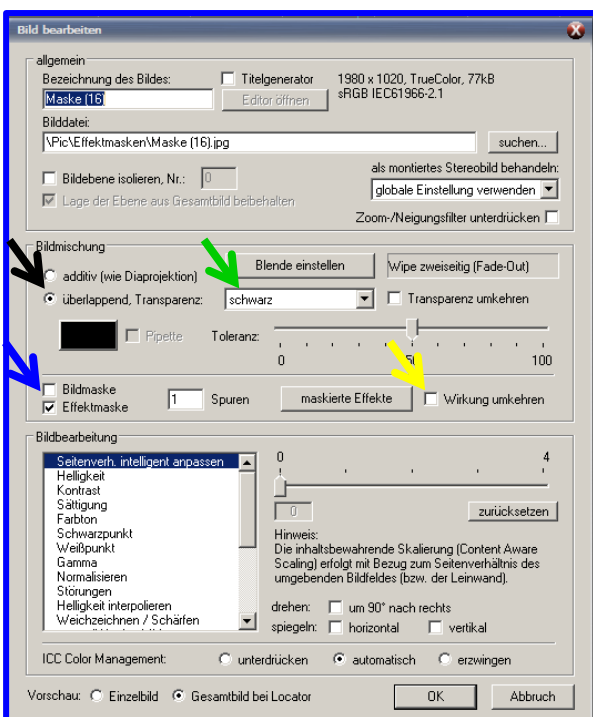 Bild bearbeiten
allgemein
Bezeichnung des Bildes:
Titelgenerator
1980 x 1020, TrueColor, 77kB
Maske (16)
Editor öffnen
sRGB IEC61966-2.1
Bilddatei:
\Pic\Effektmasken\Maske (16).jpg
suchen...
als montiertes Stereobild behandeln:
Bildebene isolieren, Nr.:
0
globale Einstellung verwenden
Lage der Ebene aus Gesamtbild beibehalten
Zoom-/Neigungsfilter unterdrücken
Bildmischung
additiv (wie Diaprojektion)
Blende einstellen
Wipe zweiseitig (Fade-Out)
überlappend, Transparenz:
schwarz
Transparenz umkehren
Pipette
Toleranz:
0
50
100
Bildmaske
Effektmaske
1
Spuren
maskierte Effekte
Wirkung umkehren
Bildbearbeitung
Seitenverh. intelligent anpassen
Helligkeit
Kontrast
Sättigung
Farbton
Schwarzpunkt
Weißpunkt
Gamma
Normalisieren
Störungen
Helligkeit interpolieren
Weichzeichnen / Schärfen
0
4
0
zurücksetzen
Hinweis:
Die inhaltsbewahrende Skalierung (Content Aware
Scaling) erfolgt mit Bezug zum Seitenverhältnis des
umgebenden Bildfeldes (bzw. der Leinwand).
drehen:
um 90° nach rechts
spiegeln:
horizontal
vertikal
ICC Color Management:
unterdrücken
automatisch
erzwingen
Vorschau:
Einzelbild
Gesamtbild bei Locator
OK
Abbruch